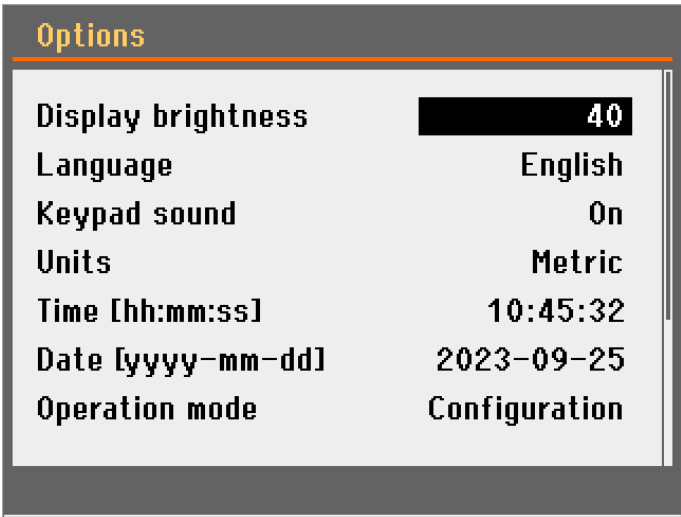 Options
Display brightness 40
Language English
Keypad sound On
Units Metric
Time [hh:mm:ss] 10:45:32
Date [yyyy-mm-dd] 2023-09-25
Operation mode Configuration